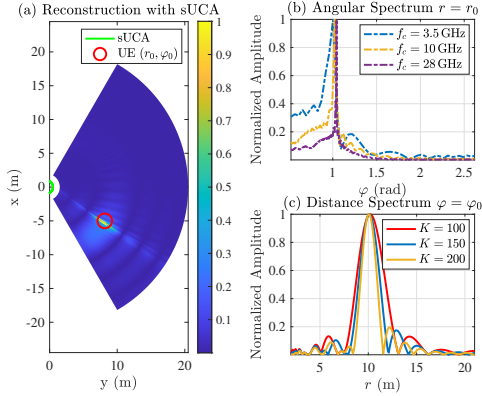 (a) Reconstruction with sUCA
sUCA
UE (r₀, φ₀)
x (m)
20
15
10
5
0
-5
-10
-15
-20
0
10
20
y (m)
1
0.9
0.8
0.7
0.6
0.5
0.4
0.3
0.2
0.1
(b) Angular Spectrum r = r₀
Normalized Amplitude
1
0.8
0.6
0.4
0.2
f_c = 3.5 GHz
f_c = 10 GHz
f_c = 28 GHz
1
1.5
2
2.5
φ (rad)
(c) Distance Spectrum φ = φ₀
Normalized Amplitude
1
0.8
0.6
0.4
0.2
0
K = 100
K = 150
K = 200
5
10
15
20
r (m)